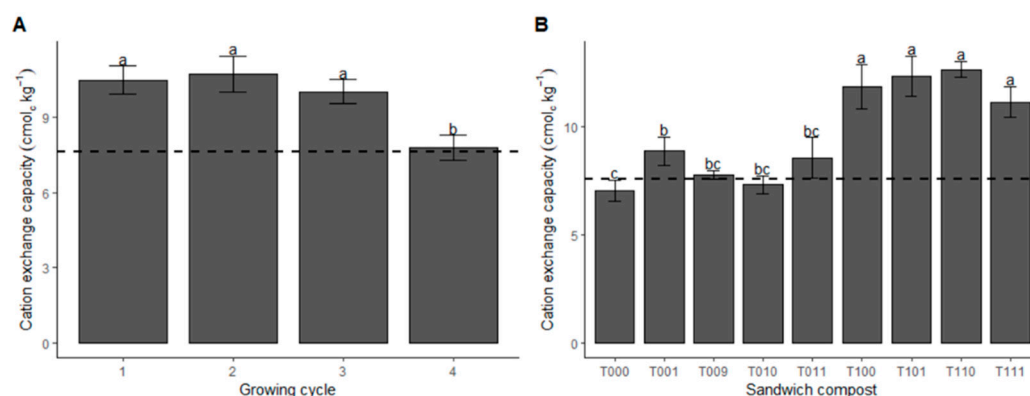 A
Cation exchange capacity (cmolc kg−1)
9
6
3
0
a
a
a
b
1 2 3 4
Growing cycle
B
Cation exchange capacity (cmolc kg−1)
10
5
0
c
b
bc
bc
bc
a
a
a
a
T000 T001 T009 T010 T011 T100 T101 T110 T111
Sandwich compost